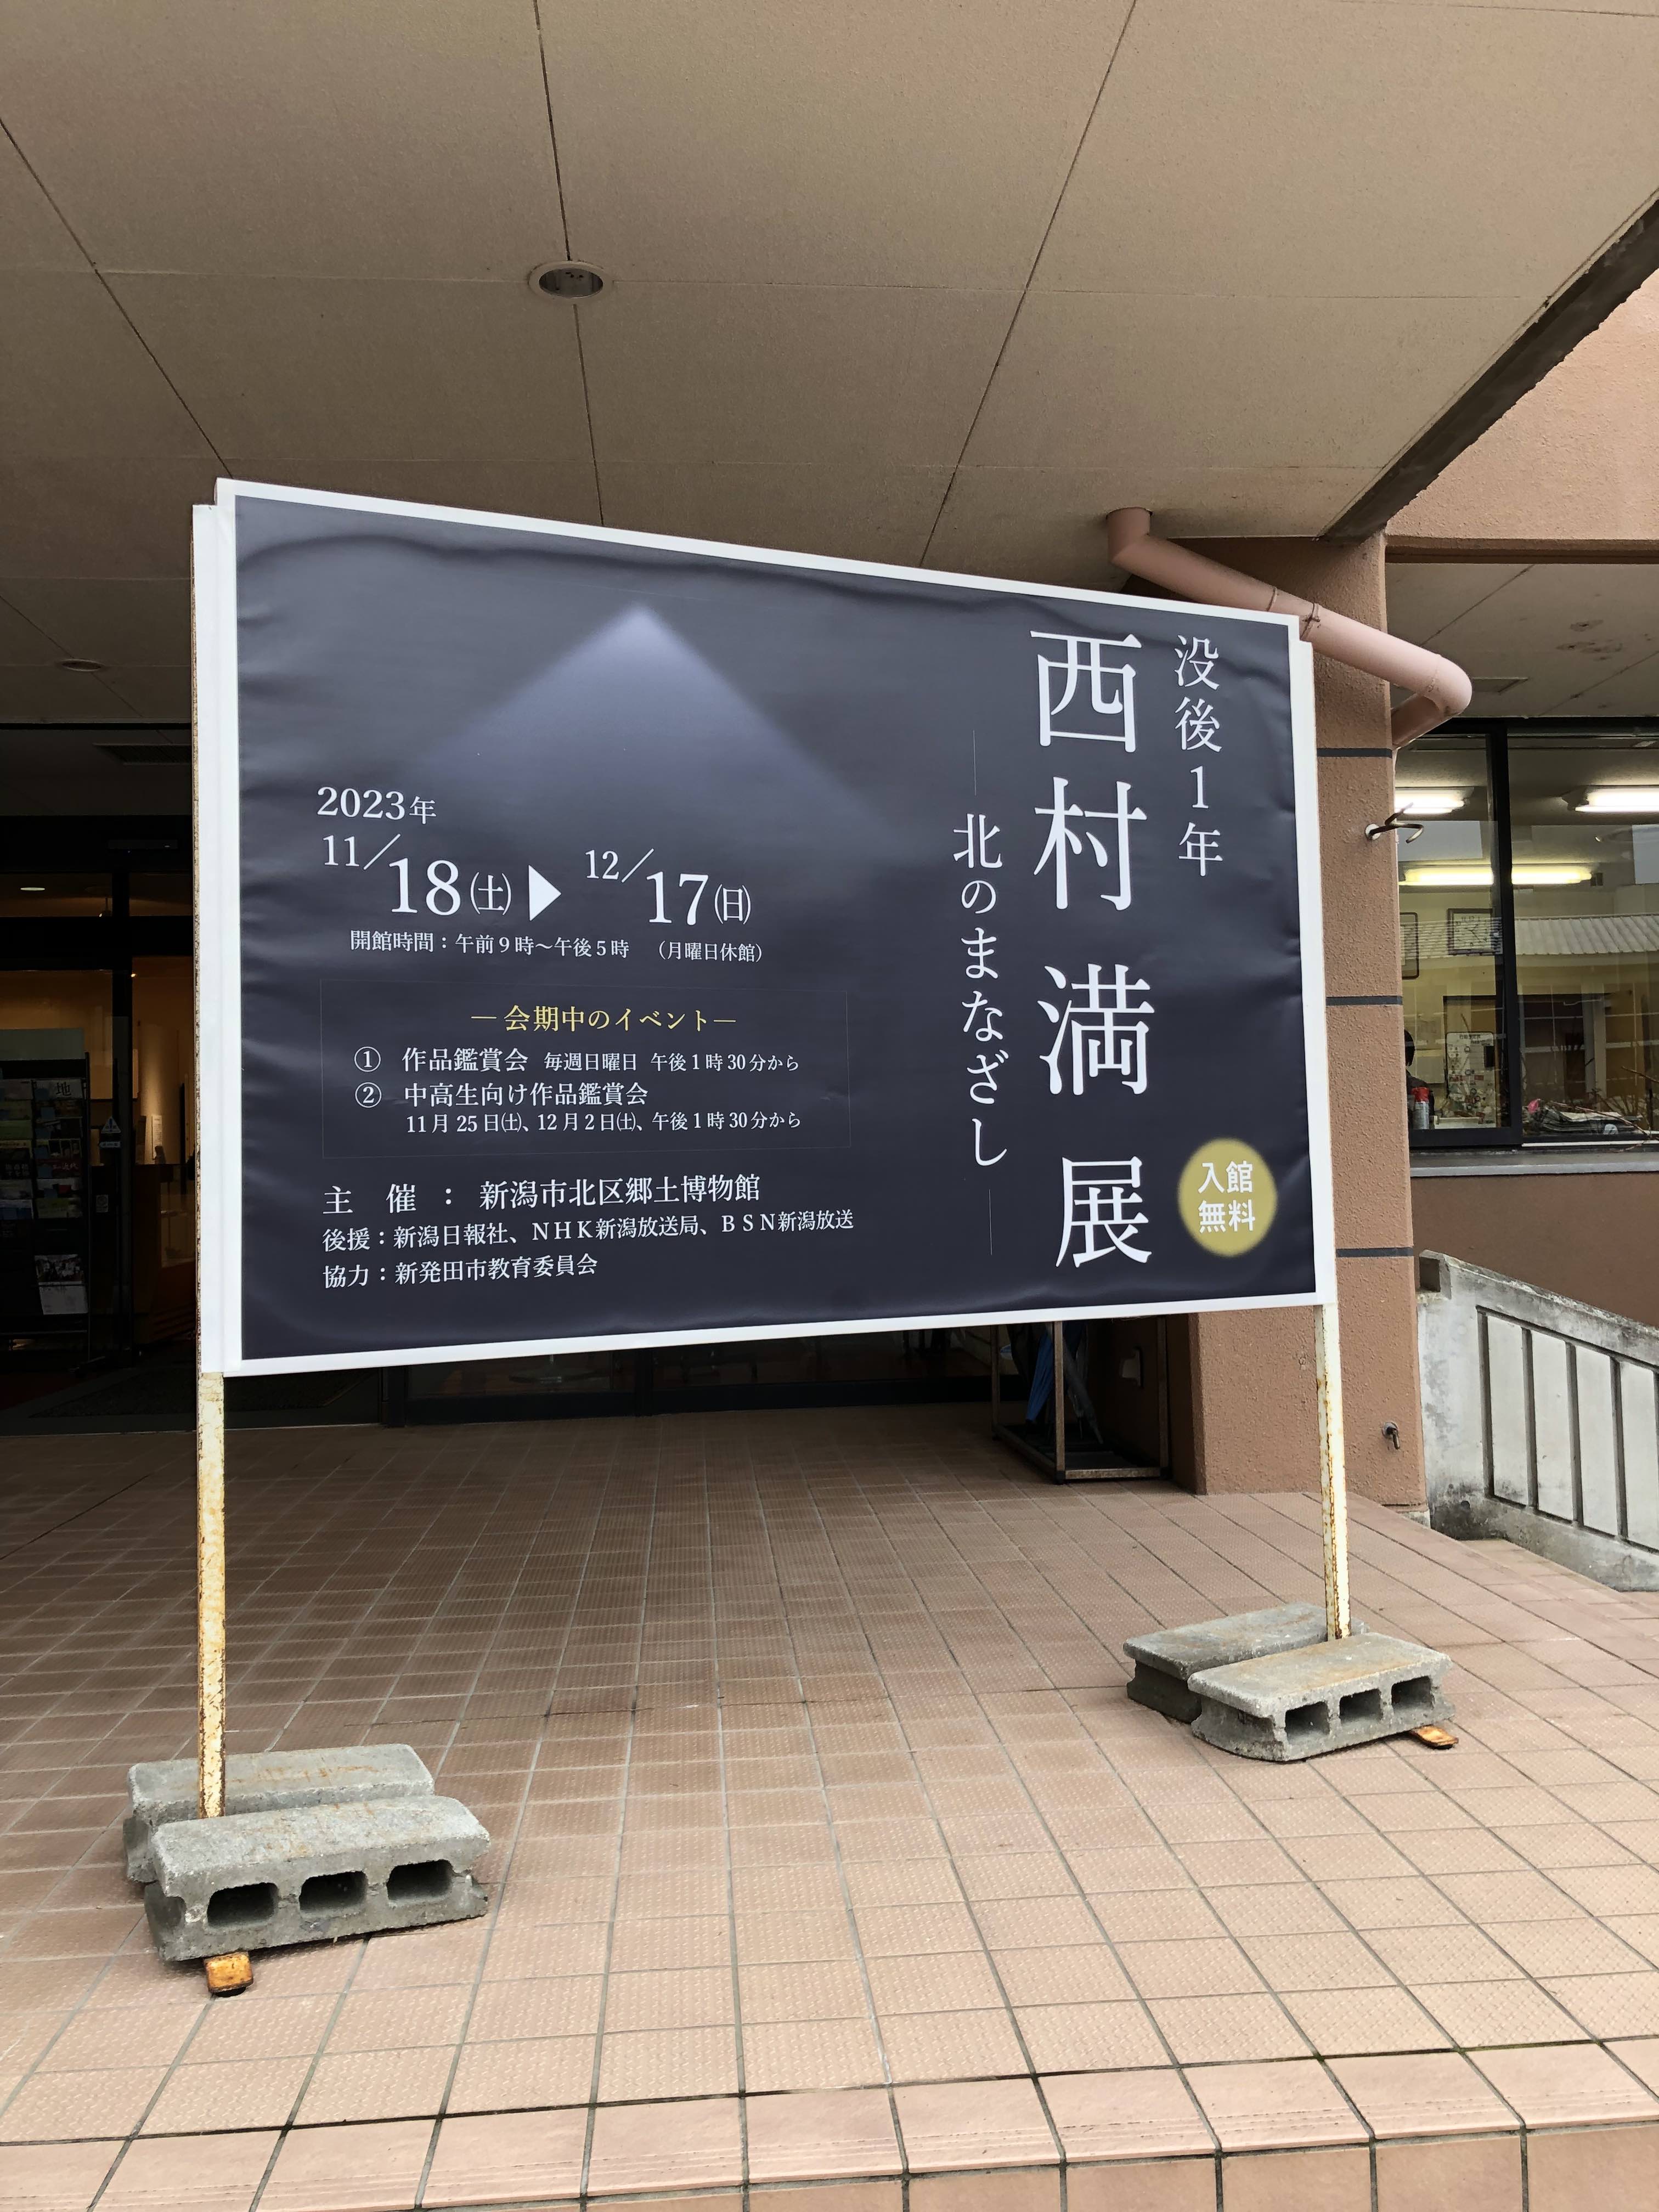 没後1年
西村満展
北のまなざし
入館
無料
2023年
11/18㈯▶12/17㈰
開館時間：午前9時～午後5時 （月曜日休館）
―会期中のイベント―
① 作品鑑賞会 毎週日曜日 午後1時30分から
② 中高生向け作品鑑賞会
11月25日㈯、12月2日㈯、午後1時30分から
主 催 ： 新潟市北区郷土博物館
後援：新潟日報社、NHK新潟放送局、BSN新潟放送
協力：新発田市教育委員会